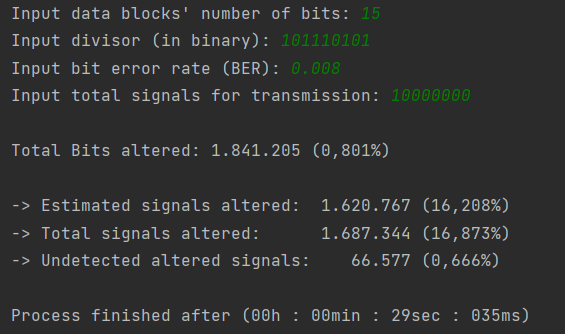 Input data blocks' number of bits: 15
Input divisor (in binary): 101110101
Input bit error rate (BER): 0.008
Input total signals for transmission: 10000000
Total Bits altered: 1.841.205 (0,801%)
-> Estimated signals altered: 1.620.767 (16,208%)
-> Total signals altered: 1.687.344 (16,873%)
-> Undetected altered signals: 66.577 (0,666%)
Process finished after (00h : 00min : 29sec : 035ms)